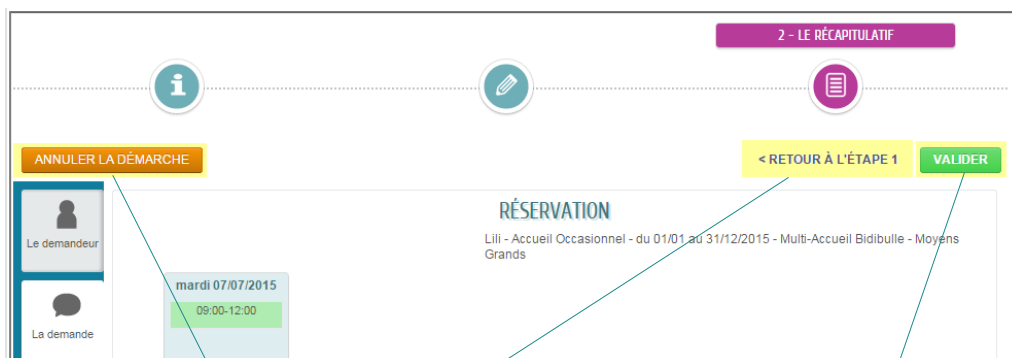 2 - LE RÉCAPITULATIF
ANNULER LA DÉMARCHE
< RETOUR À L'ÉTAPE 1
VALIDER
Le demandeur
La demande
RÉSERVATION
Lili - Accueil Occasionnel - du 01/01 au 31/12/2015 - Multi-Accueil Bidibulle - Moyens
Grands
mardi 07/07/2015
09:00-12:00